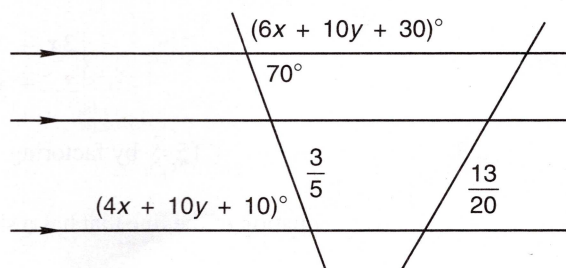 (6x + 10y + 30)°
70°
3/5
13/20
(4x + 10y + 10)°